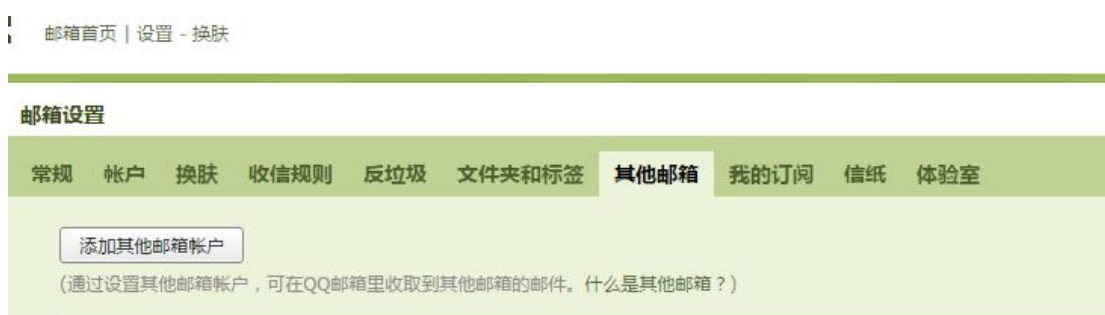 邮箱首页 | 设置 - 换肤
邮箱设置
常规 帐户 换肤 收信规则 反垃圾 文件夹和标签 其他邮箱 我的订阅 信纸 体验室
添加其他邮箱帐户
(通过设置其他邮箱帐户，可在QQ邮箱里收取到其他邮箱的邮件。什么是其他邮箱？)